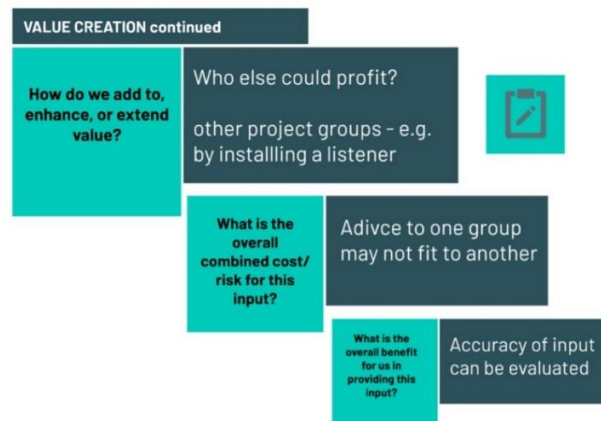 VALUE CREATION continued
How do we add to,
enhance, or extend
value?
Who else could profit?
other project groups - e.g.
by installling a listener
What is the
overall
combined cost/
risk for this
input?
Adivce to one group
may not fit to another
What is the
overall benefit
for us in
providing this
input?
Accuracy of input
can be evaluated